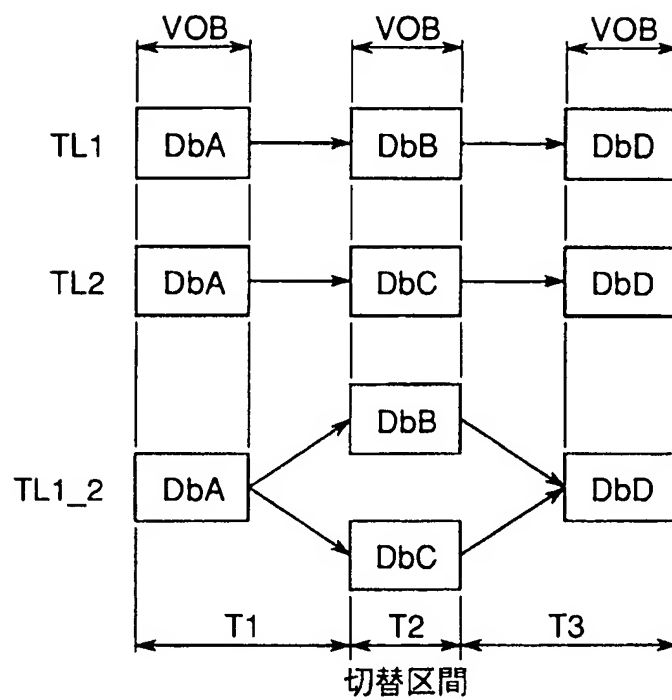 VOB VOB VOB
TL1 DbA DbB DbD
TL2 DbA DbC DbD
DbB
TL1_2 DbA DbD
DbC
T1 T2 T3
切替区間